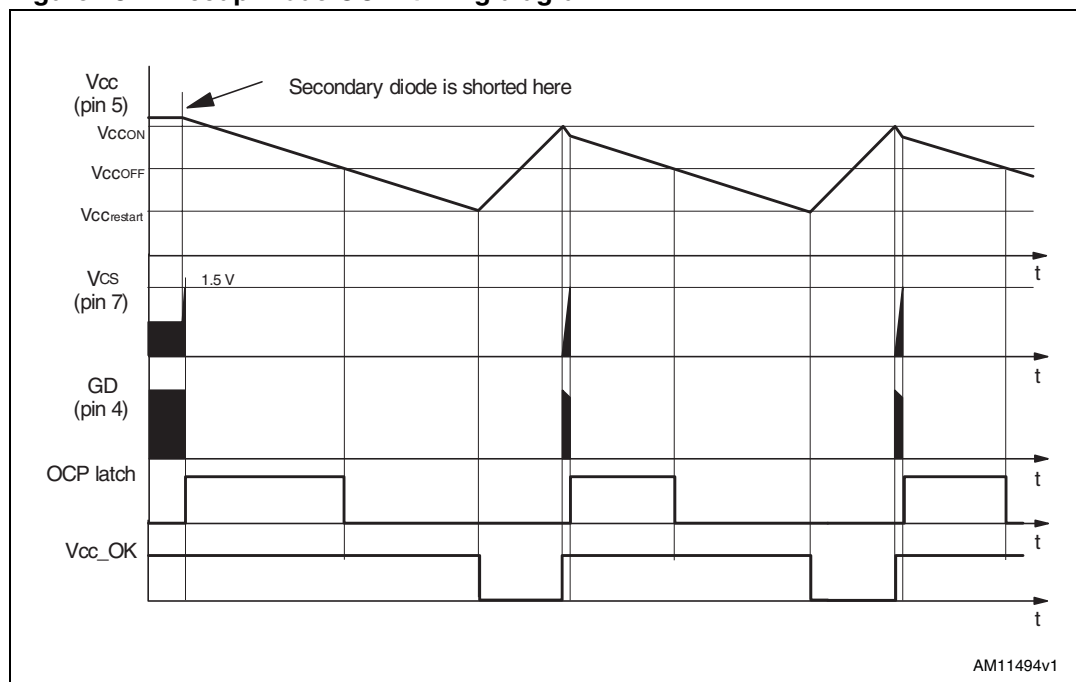 Vcc
(pin 5)
Secondary diode is shorted here
VccON
VccOFF
Vccrestart
t
VCS
(pin 7)
1.5 V
t
GD
(pin 4)
t
OCP latch
t
Vcc_OK
t
AM11494v1